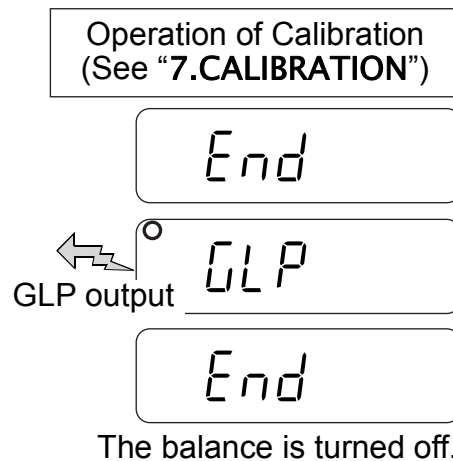 Operation of Calibration
(See “7.CALIBRATION”)
End
GLP
GLP output
End
The balance is turned off.